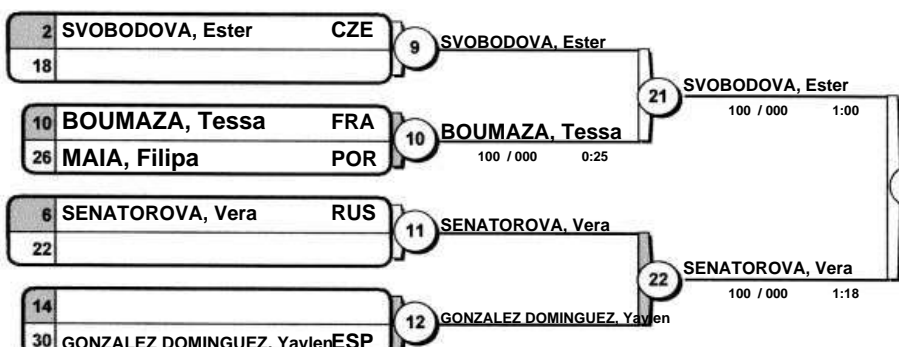 2 SVOBODOVA, Ester CZE
18
9
SVOBODOVA, Ester
10 BOUMAZA, Tessa FRA
26 MAIA, Filipa POR
10
BOUMAZA, Tessa
100 / 000 0:25
21
SVOBODOVA, Ester
100 / 000 1:00
6 SENATOROVA, Vera RUS
22
11
SENATOROVA, Vera
14
30 GONZALEZ DOMINGUEZ, Yaylen ESP
12
GONZALEZ DOMINGUEZ, Yaylen
22
SENATOROVA, Vera
100 / 000 1:18